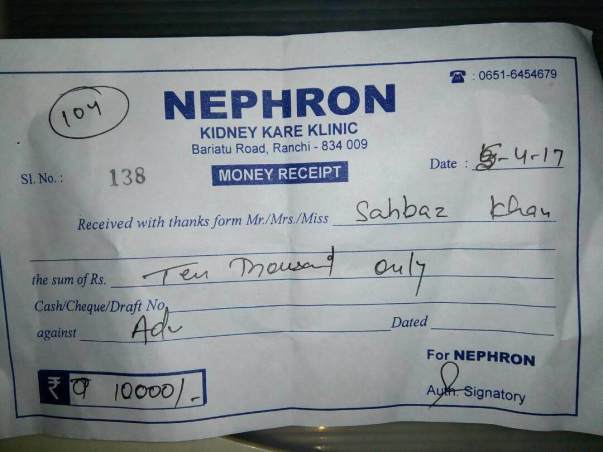 104
☎ : 0651-6454679
NEPHRON
KIDNEY KARE KLINIC
Bariatu Road, Ranchi - 834 009
Sl. No. : 138 MONEY RECEIPT Date : 5-4-17
Received with thanks form Mr./Mrs./Miss Sahbaz Khan
the sum of Rs. Ten Thousand only
Cash/Cheque/Draft No.
against Adv Dated
For NEPHRON
₹ 10000/-
Auth. Signatory